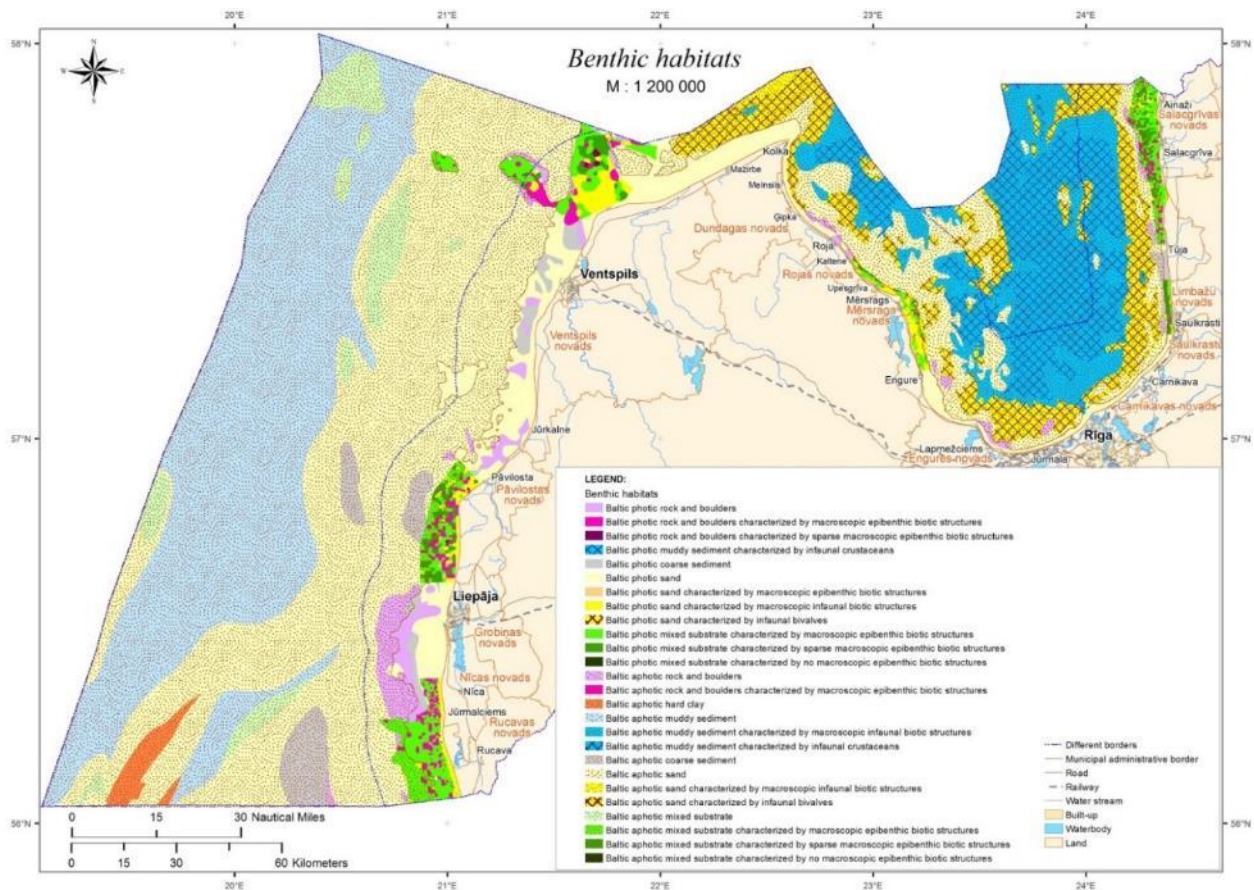 20°E 21°E 22°E 23°E 24°E
58°N 58°N
Benthic habitats
M : 1 200 000
N
W E
S
Ainaži
Salacgrīvas
novads
Salacgrīva
Kolka
Mazirbe
Melnsils
Ģipka
Dundagas novads
Roja
Kaltene
Rojas novads
Upesgrīva
Mērsrags
Mērsraga
novads
Tūja
Limbažu
novads
Saulkrasti
Saulkrastu
novads
Ventspils
Ventspils
novads
Engure
Carnikava
Carnikavas novads
57°N 57°N
Rīga
Jūrkalne
Lapmežciems
Engures novads
Jūrmala
Pāvilosta
Pāvilostas
novads
Liepāja
Grobiņas
novads
Nīcas novads
Nīca
Jūrmalciems
Rucavas
novads
Rucava
LEGEND:
Benthic habitats
Baltic photic rock and boulders
Baltic photic rock and boulders characterized by macroscopic epibenthic biotic structures
Baltic photic rock and boulders characterized by sparse macroscopic epibenthic biotic structures
Baltic photic muddy sediment characterized by infaunal crustaceans
Baltic photic coarse sediment
Baltic photic sand
Baltic photic sand characterized by macroscopic epibenthic biotic structures
Baltic photic sand characterized by macroscopic infaunal biotic structures
Baltic photic sand characterized by infaunal bivalves
Baltic photic mixed substrate characterized by macroscopic epibenthic biotic structures
Baltic photic mixed substrate characterized by sparse macroscopic epibenthic biotic structures
Baltic photic mixed substrate characterized by no macroscopic epibenthic biotic structures
Baltic aphotic rock and boulders
Baltic aphotic rock and boulders characterized by macroscopic epibenthic biotic structures
Baltic aphotic hard clay
Baltic aphotic muddy sediment
Baltic aphotic muddy sediment characterized by macroscopic infaunal biotic structures
Baltic aphotic muddy sediment characterized by infaunal crustaceans
Baltic aphotic coarse sediment
Baltic aphotic sand
Baltic aphotic sand characterized by macroscopic infaunal biotic structures
Baltic aphotic sand characterized by infaunal bivalves
Baltic aphotic mixed substrate
Baltic aphotic mixed substrate characterized by macroscopic epibenthic biotic structures
Baltic aphotic mixed substrate characterized by sparse macroscopic epibenthic biotic structures
Baltic aphotic mixed substrate characterized by no macroscopic epibenthic biotic structures
Different borders
Municipal administrative border
Road
Railway
Water stream
Built-up
Waterbody
Land
56°N 56°N
0 15 30 Nautical Miles
0 15 30 60 Kilometers
20°E 21°E 22°E 23°E 24°E